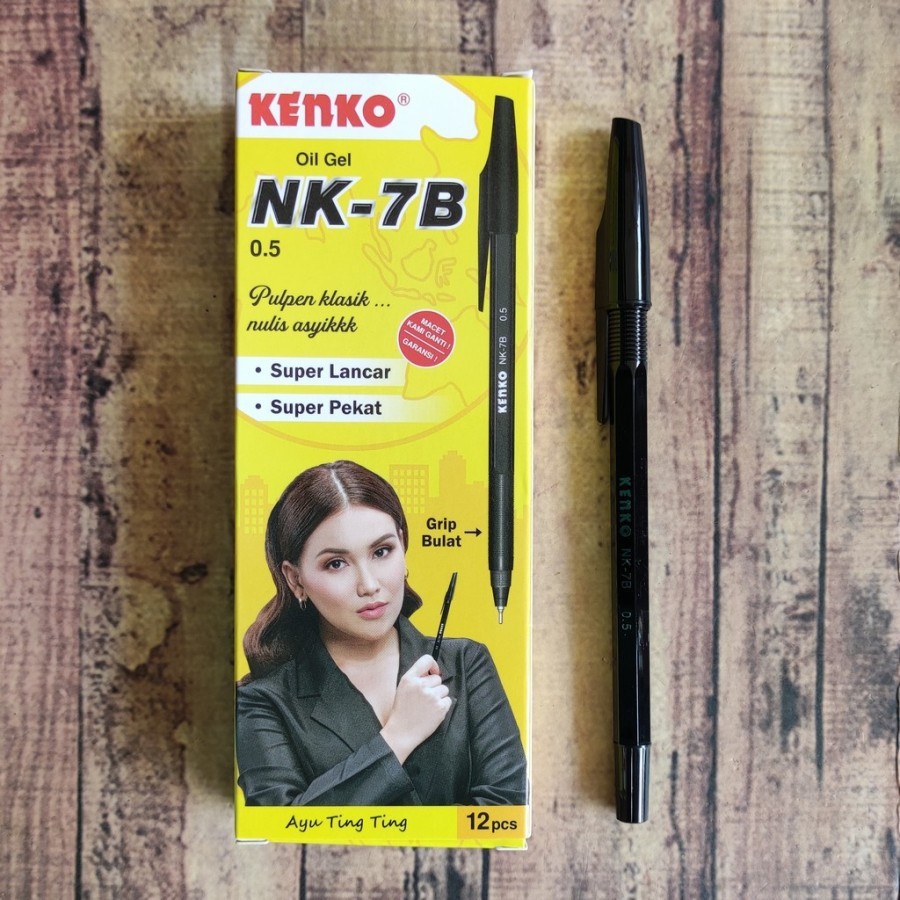 KENKO®
Oil Gel
NK-7B
0.5
Pulpen klasik ...
nulis asyikkk
MACET
KAMI GANTI !
GARANSI !
• Super Lancar
• Super Pekat
KENKO NK-7B 0.5
Grip
Bulat
Ayu Ting Ting
12pcs
KENKO NK-7B 0.5